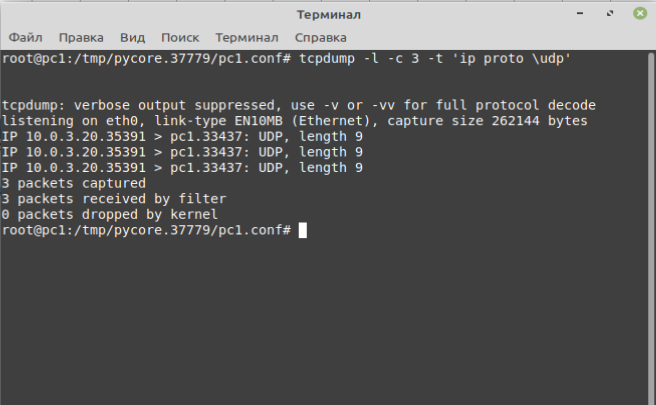 Терминал
Файл Правка Вид Поиск Терминал Справка
root@pc1:/tmp/pycore.37779/pc1.conf# tcpdump -l -c 3 -t 'ip proto \udp'
tcpdump: verbose output suppressed, use -v or -vv for full protocol decode
listening on eth0, link-type EN10MB (Ethernet), capture size 262144 bytes
IP 10.0.3.20.35391 > pc1.33437: UDP, length 9
IP 10.0.3.20.35391 > pc1.33437: UDP, length 9
IP 10.0.3.20.35391 > pc1.33437: UDP, length 9
3 packets captured
3 packets received by filter
0 packets dropped by kernel
root@pc1:/tmp/pycore.37779/pc1.conf#